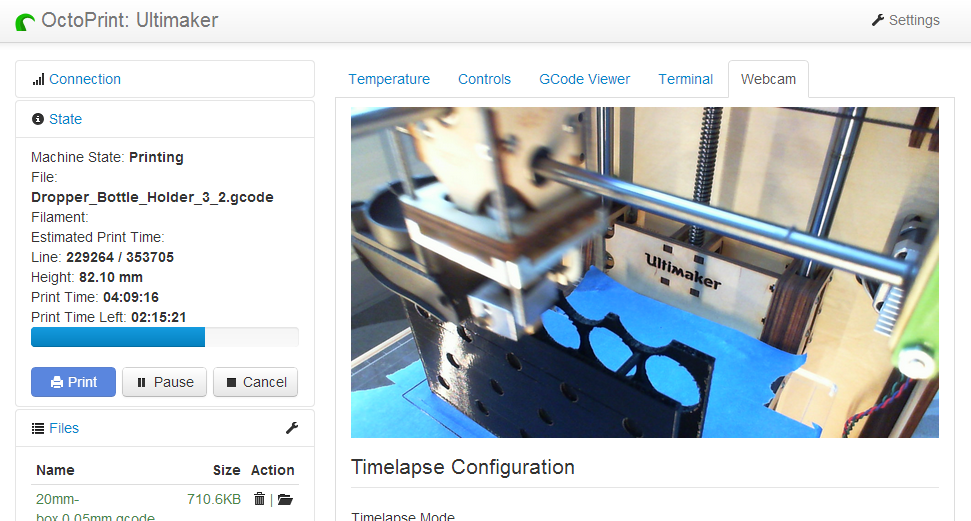 OctoPrint: Ultimaker
Settings
Connection
State
Machine State: Printing
File:
Dropper_Bottle_Holder_3_2.gcode
Filament:
Estimated Print Time:
Line: 229264 / 353705
Height: 82.10 mm
Print Time: 04:09:16
Print Time Left: 02:15:21
Print
Pause
Cancel
Files
Name Size Action
20mm- 710.6KB |
box.0.05mm.gcode
Temperature Controls GCode Viewer Terminal Webcam
Ultimaker
Timelapse Configuration
Timelapse Mode